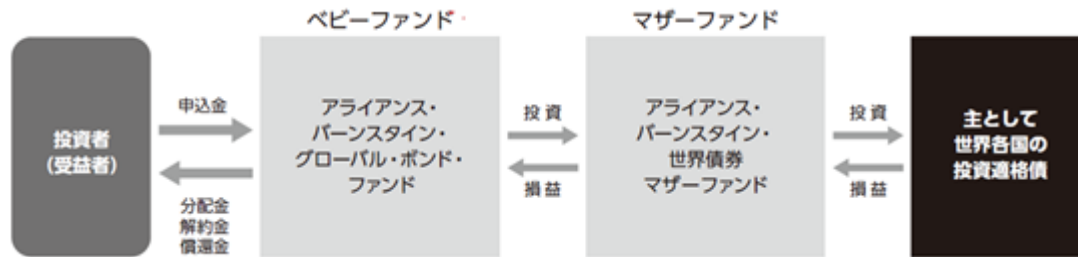 ベビーファンド
マザーファンド
投資者
（受益者）
申込金
分配金
解約金
償還金
アライアンス・
バーンスタイン・
グローバル・ボンド・
ファンド
投資
損益
アライアンス・
バーンスタイン・
世界債券
マザーファンド
投資
損益
主として
世界各国の
投資適格債